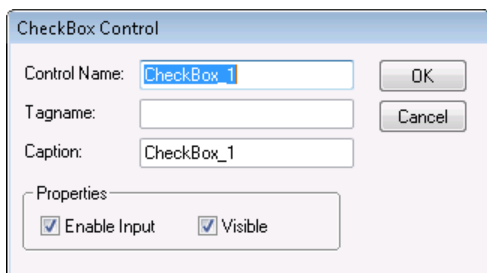 CheckBox Control
Control Name: CheckBox_1 OK
Tagname: Cancel
Caption: CheckBox_1
Properties
Enable Input Visible